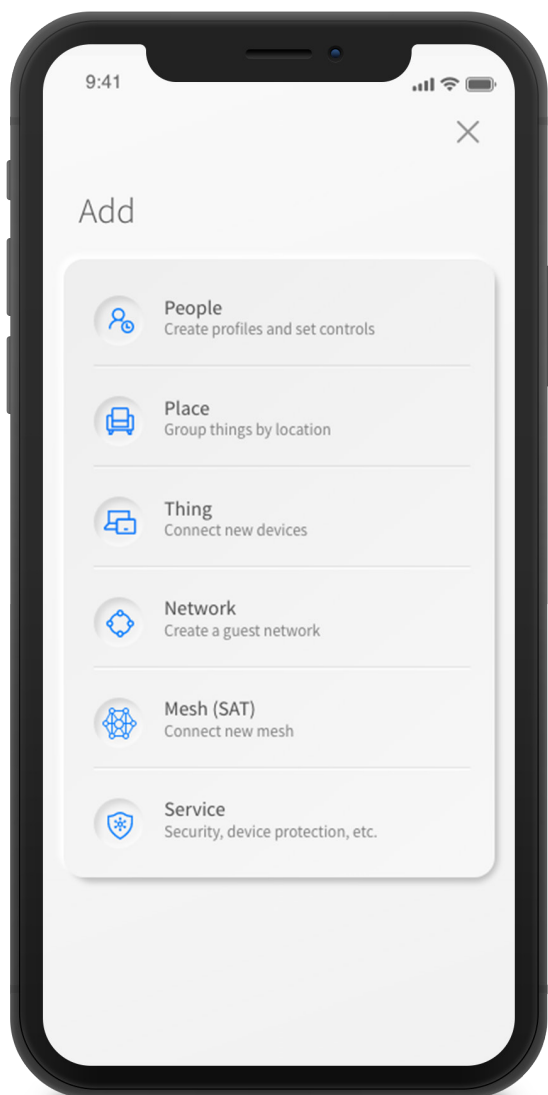 9:41
Add
People
Create profiles and set controls
Place
Group things by location
Thing
Connect new devices
Network
Create a guest network
Mesh (SAT)
Connect new mesh
Service
Security, device protection, etc.